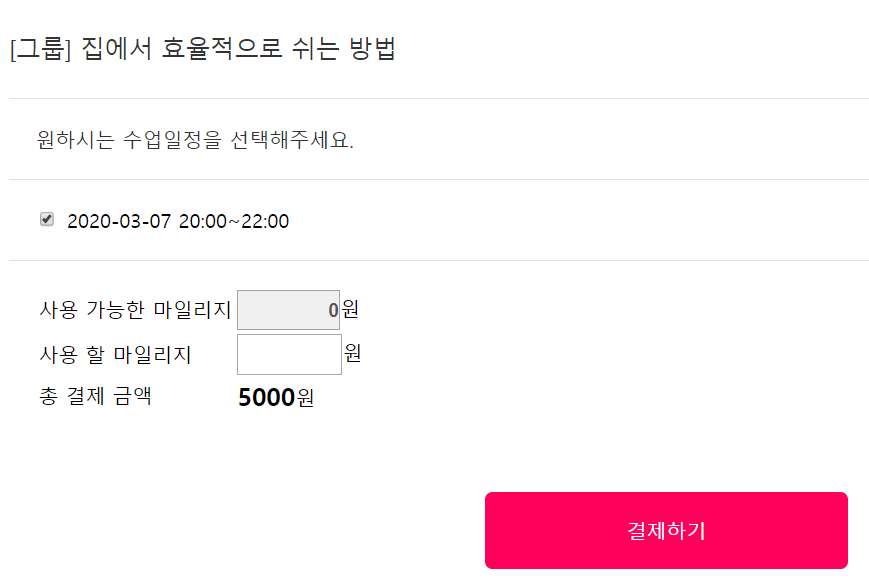 [그룹] 집에서 효율적으로 쉬는 방법
원하시는 수업일정을 선택해주세요.
2020-03-07 20:00~22:00
사용 가능한 마일리지 0원
사용 할 마일리지 원
총 결제 금액 5000원
결제하기